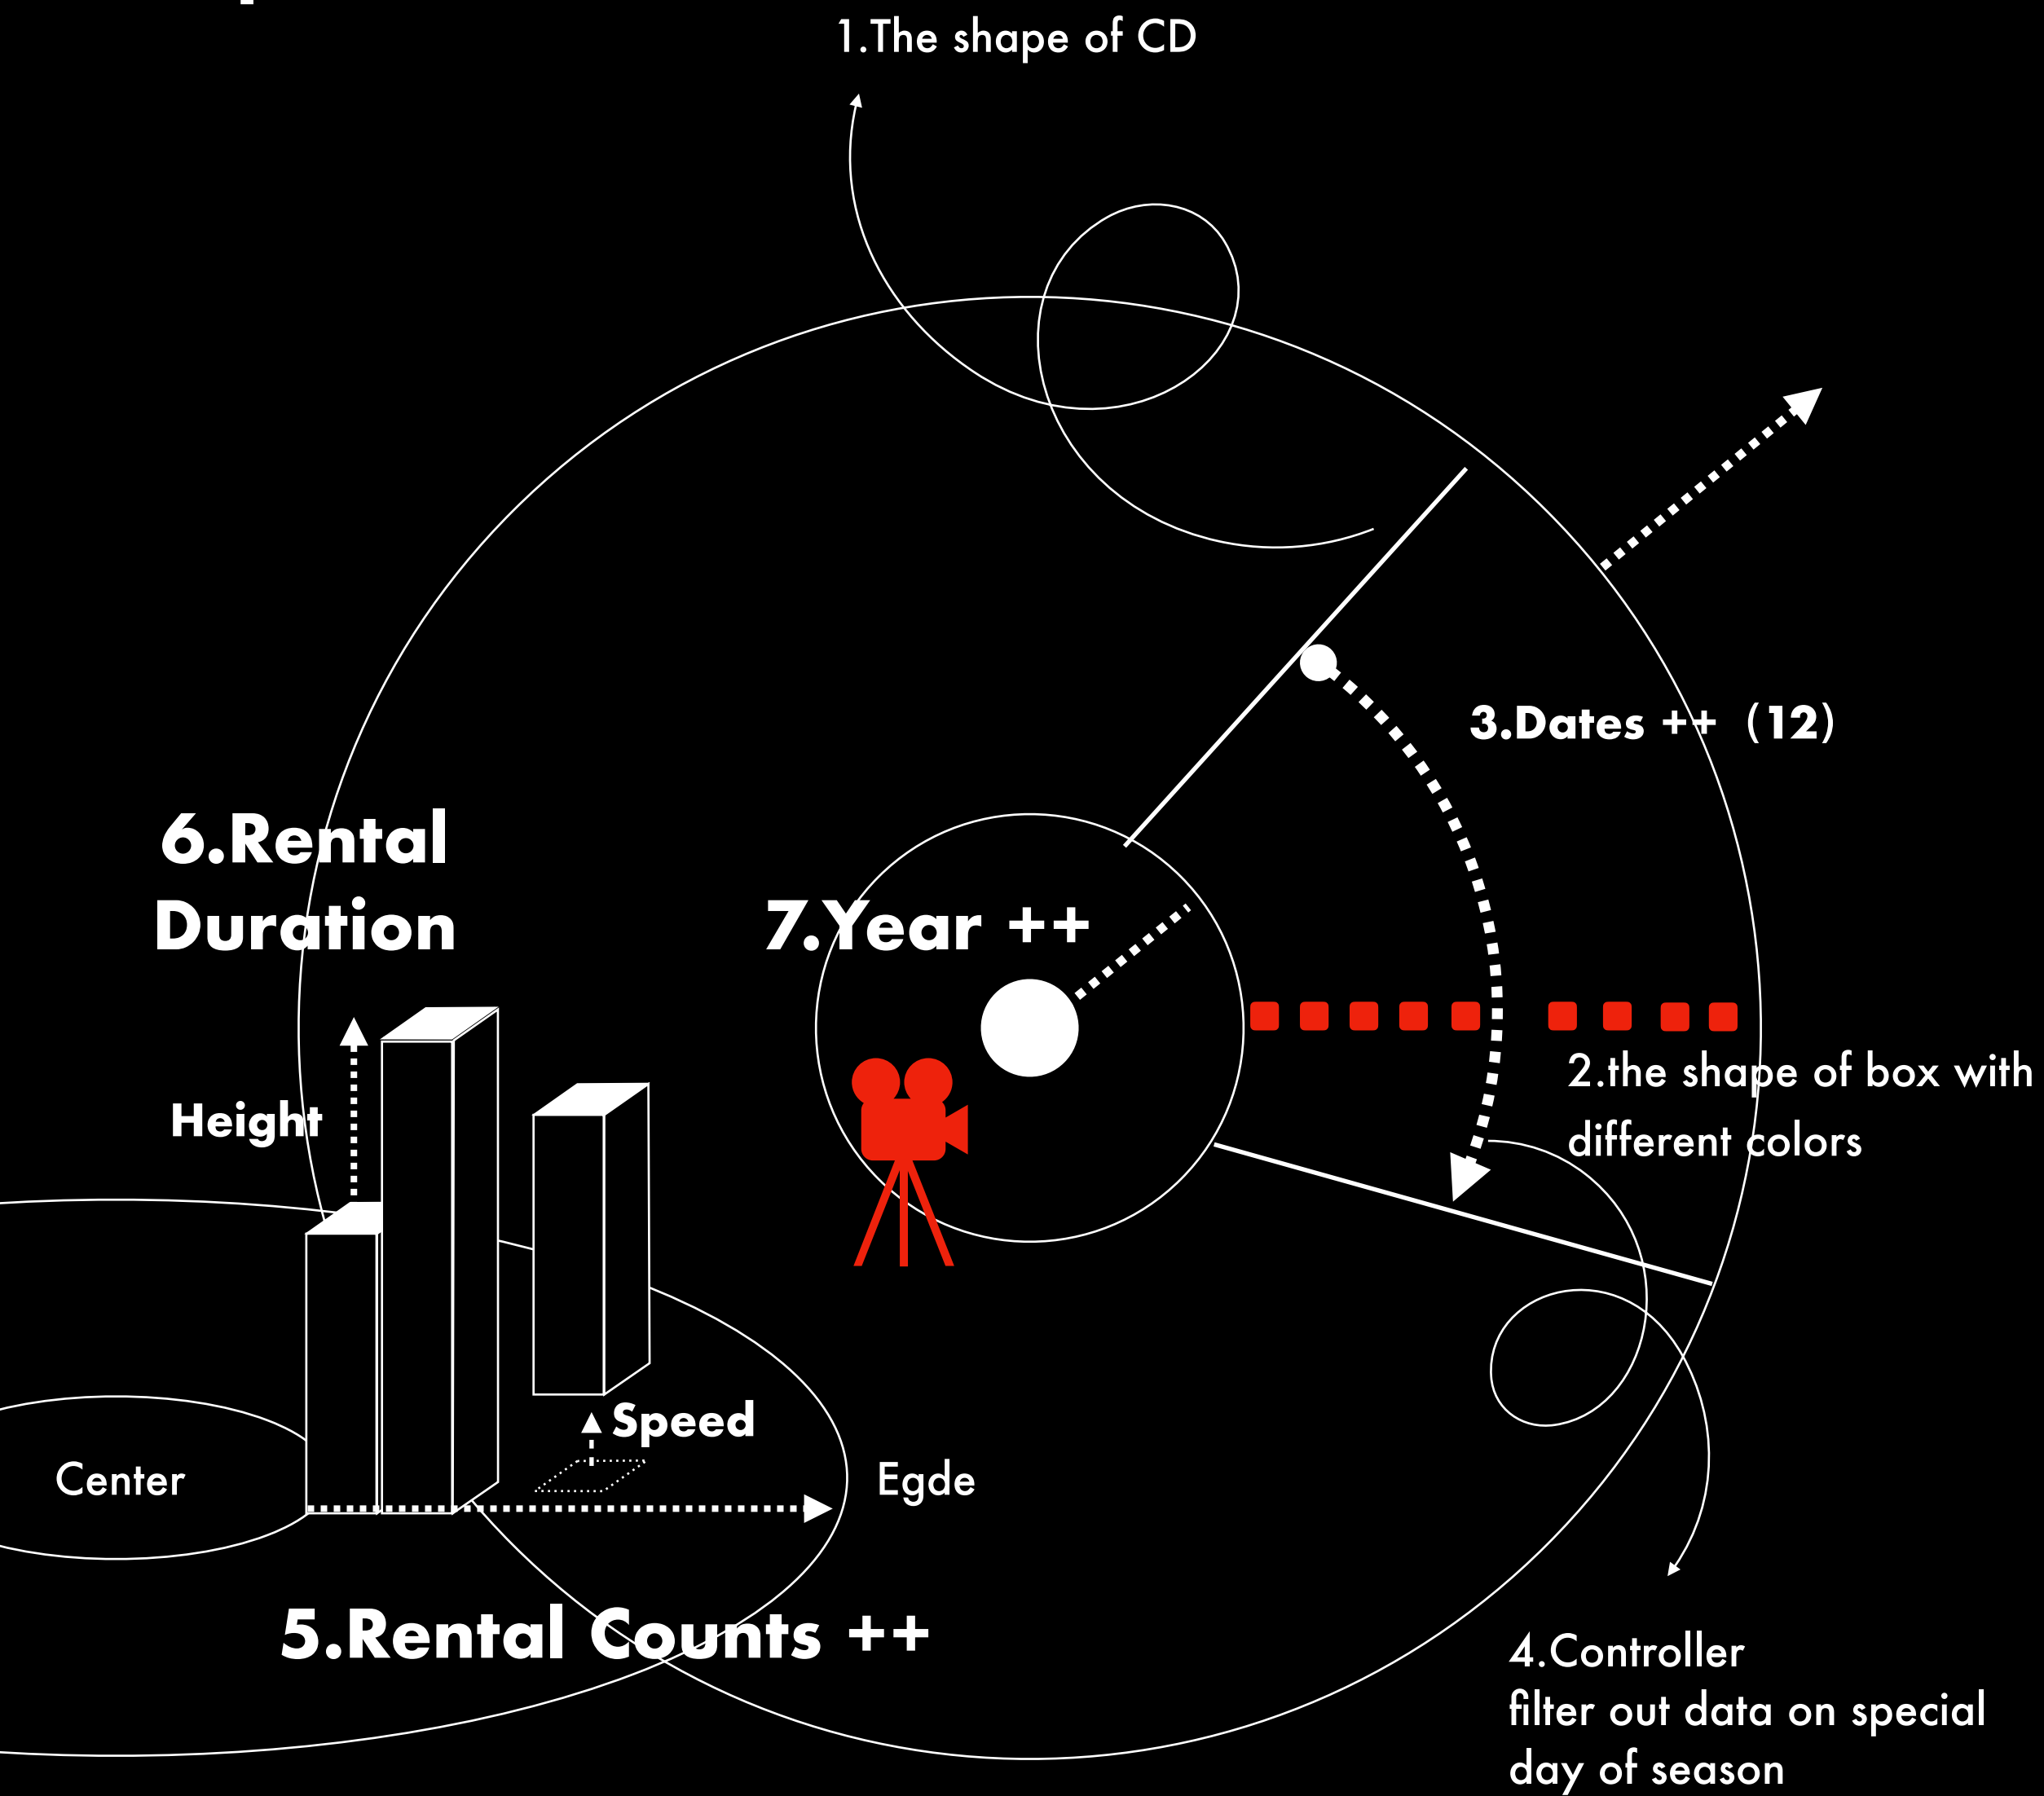 1.The shape of CD
3.Dates ++ (12)
6.Rental
Duration
7.Year ++
2.the shape of box with
different colors
Height
Speed
Center
Egde
5.Rental Counts ++
4.Controller
filter out data on special
day of season